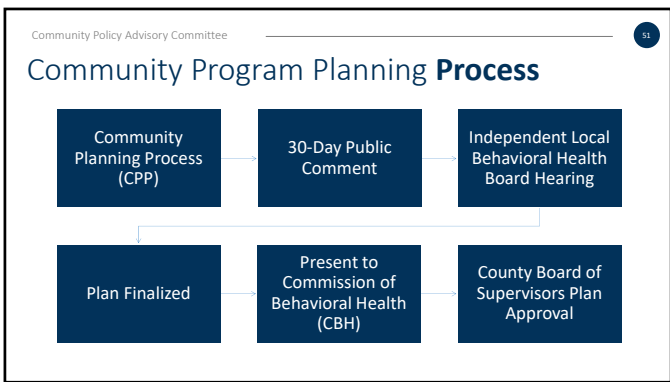 Community Policy Advisory Committee
51
Community Program Planning Process
Community
Planning Process
(CPP)
30-Day Public
Comment
Independent Local
Behavioral Health
Board Hearing
Plan Finalized
Present to
Commission of
Behavioral Health
(CBH)
County Board of
Supervisors Plan
Approval